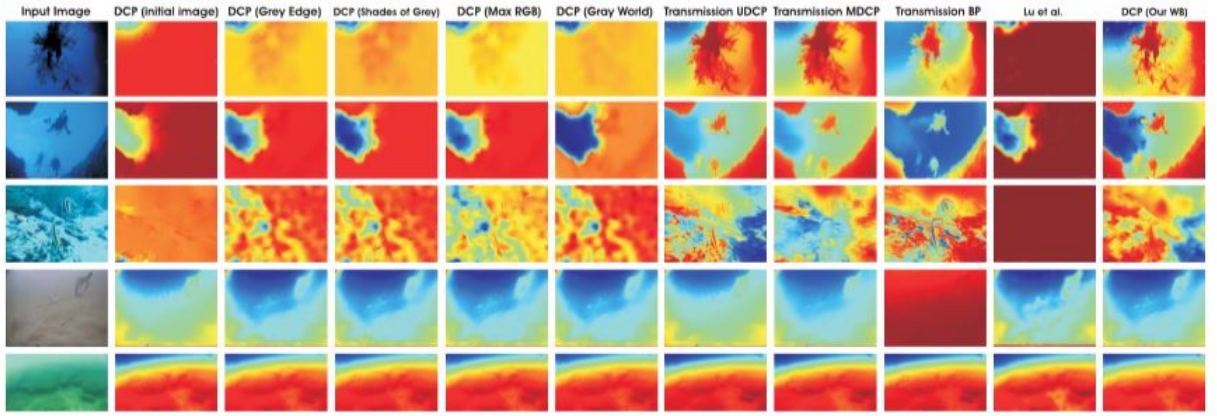 Input Image DCP (initial image) DCP (Grey Edge) DCP (Shades of Grey) DCP (Max RGB) DCP (Gray World) Transmission UDCP Transmission MDCP Transmission BP Lu et al. DCP (Our WB)